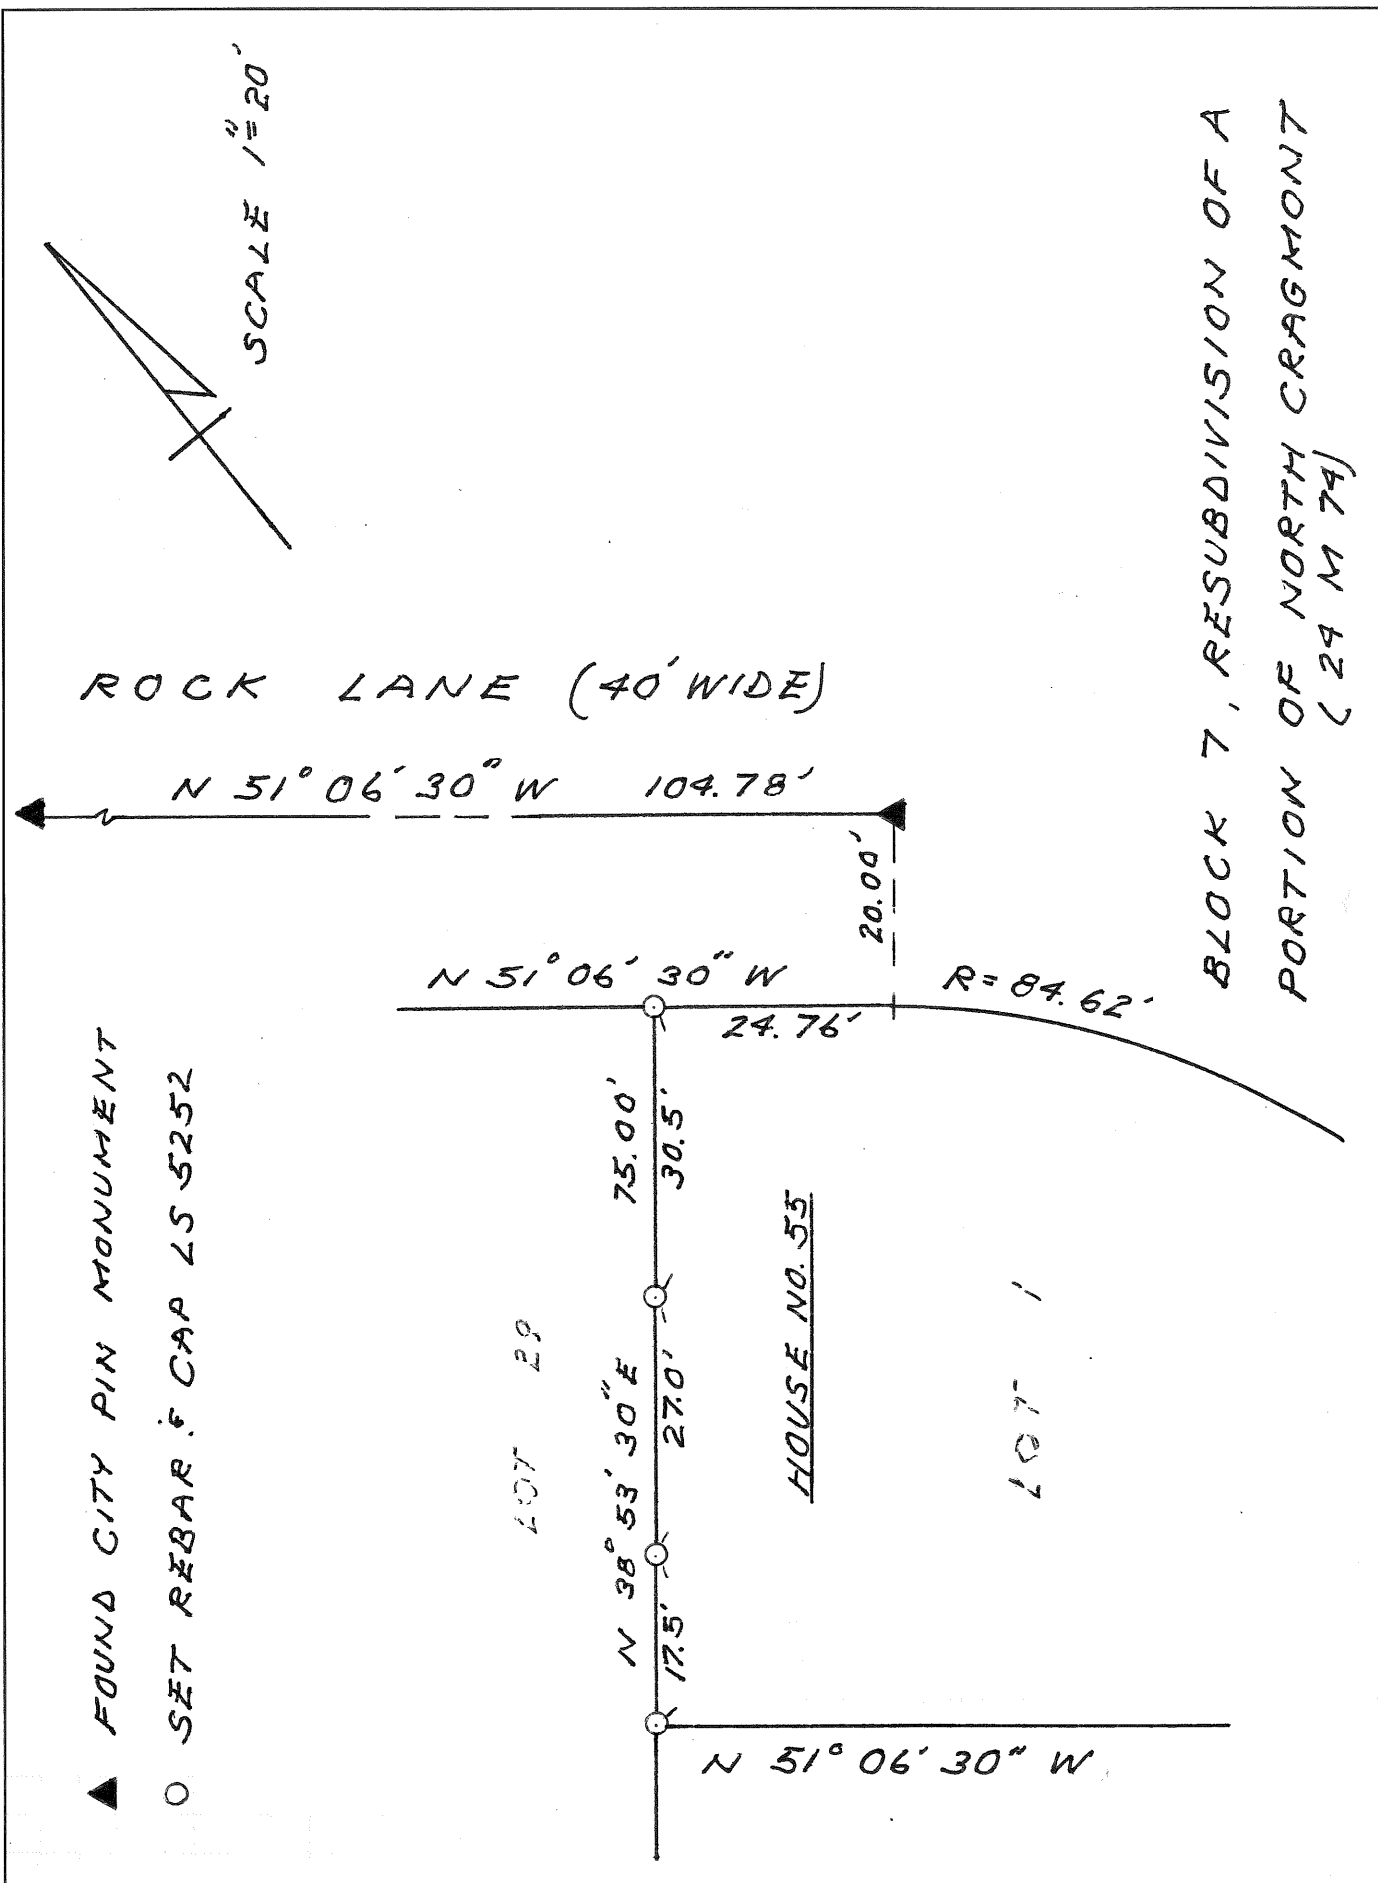 SCALE 1"=20'
ROCK LANE (40' WIDE)
N 51° 06' 30" W 104.78'
20.00'
N 51° 06' 30" W
24.76'
R= 84.62'
75.00'
30.5'
N 38° 53' 30" E
27.0'
17.5'
LOT 29
HOUSE NO. 55
LOT 1
N 51° 06' 30" W
▲ FOUND CITY PIN MONUMENT
○ SET REBAR & CAP LS 5252
BLOCK 7, RESUBDIVISION OF A
PORTION OF NORTH CRAGMONT
(24 M 74)